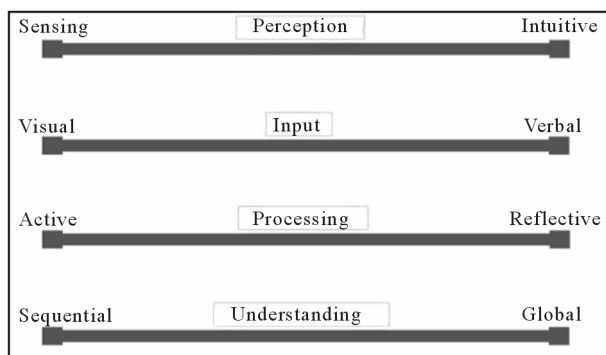 Sensing Perception Intuitive
Visual Input Verbal
Active Processing Reflective
Sequential Understanding Global